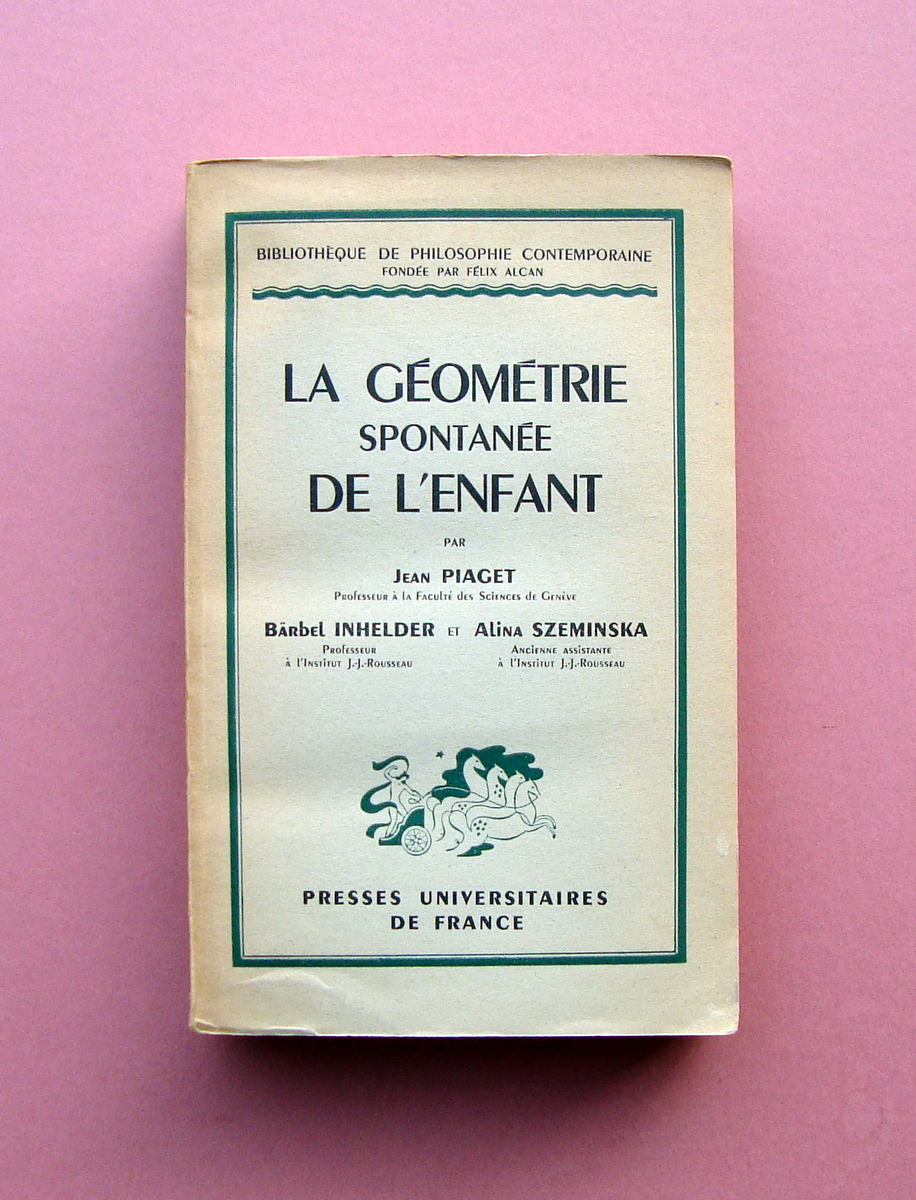 BIBLIOTHÈQUE DE PHILOSOPHIE CONTEMPORAINE
FONDÉE PAR FÉLIX ALCAN
LA GÉOMÉTRIE
SPONTANÉE
DE L'ENFANT
PAR
JEAN PIAGET
PROFESSEUR À LA FACULTÉ DES SCIENCES DE GENÈVE
BÄRBEL INHELDER ET ALINA SZEMINSKA
PROFESSEUR
À L'INSTITUT J.-J.-ROUSSEAU
ANCIENNE ASSISTANTE
À L'INSTITUT J.-J.-ROUSSEAU
PRESSES UNIVERSITAIRES
DE FRANCE